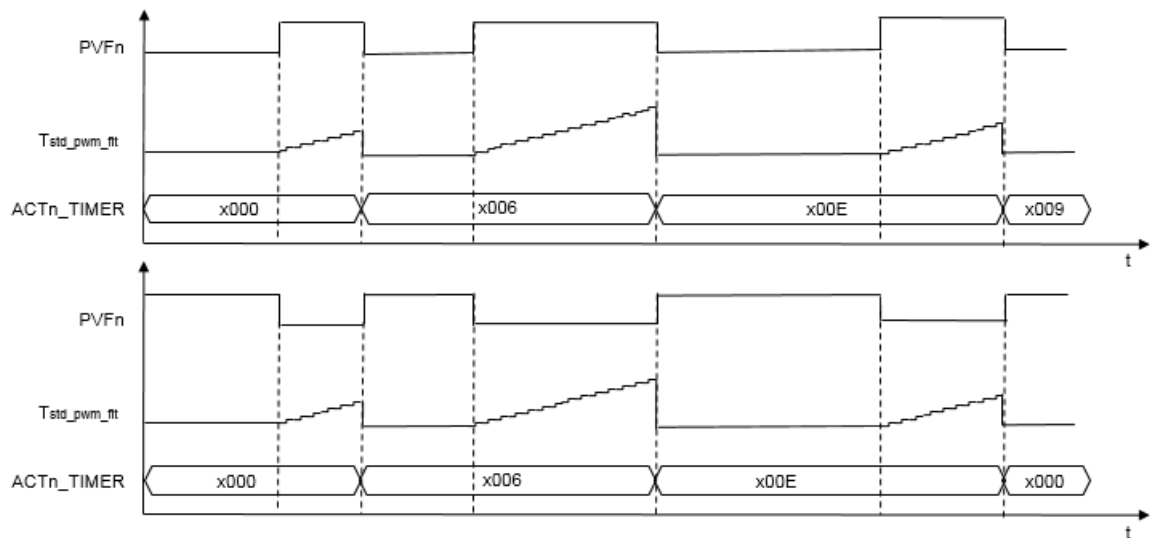 PVFn
Tstd_pwm_flt
ACTn_TIMER x000 x006 x00E x009
t
PVFn
Tstd_pwm_flt
ACTn_TIMER x000 x006 x00E x000
t